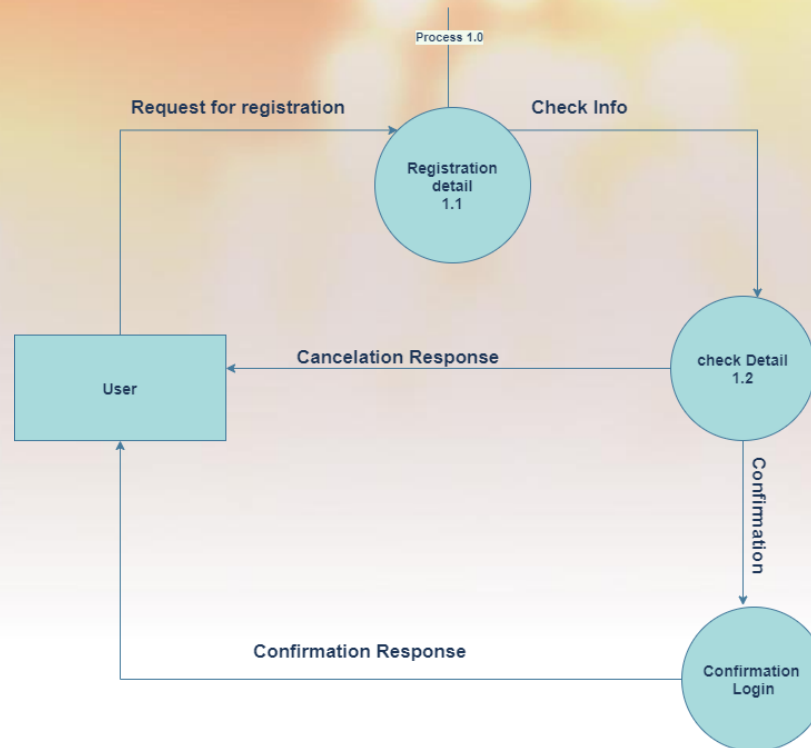 Process 1.0
Request for registration
Check Info
Registration
detail
1.1
Cancelation Response
check Detail
1.2
User
Confirmation
Confirmation Response
Confirmation
Login